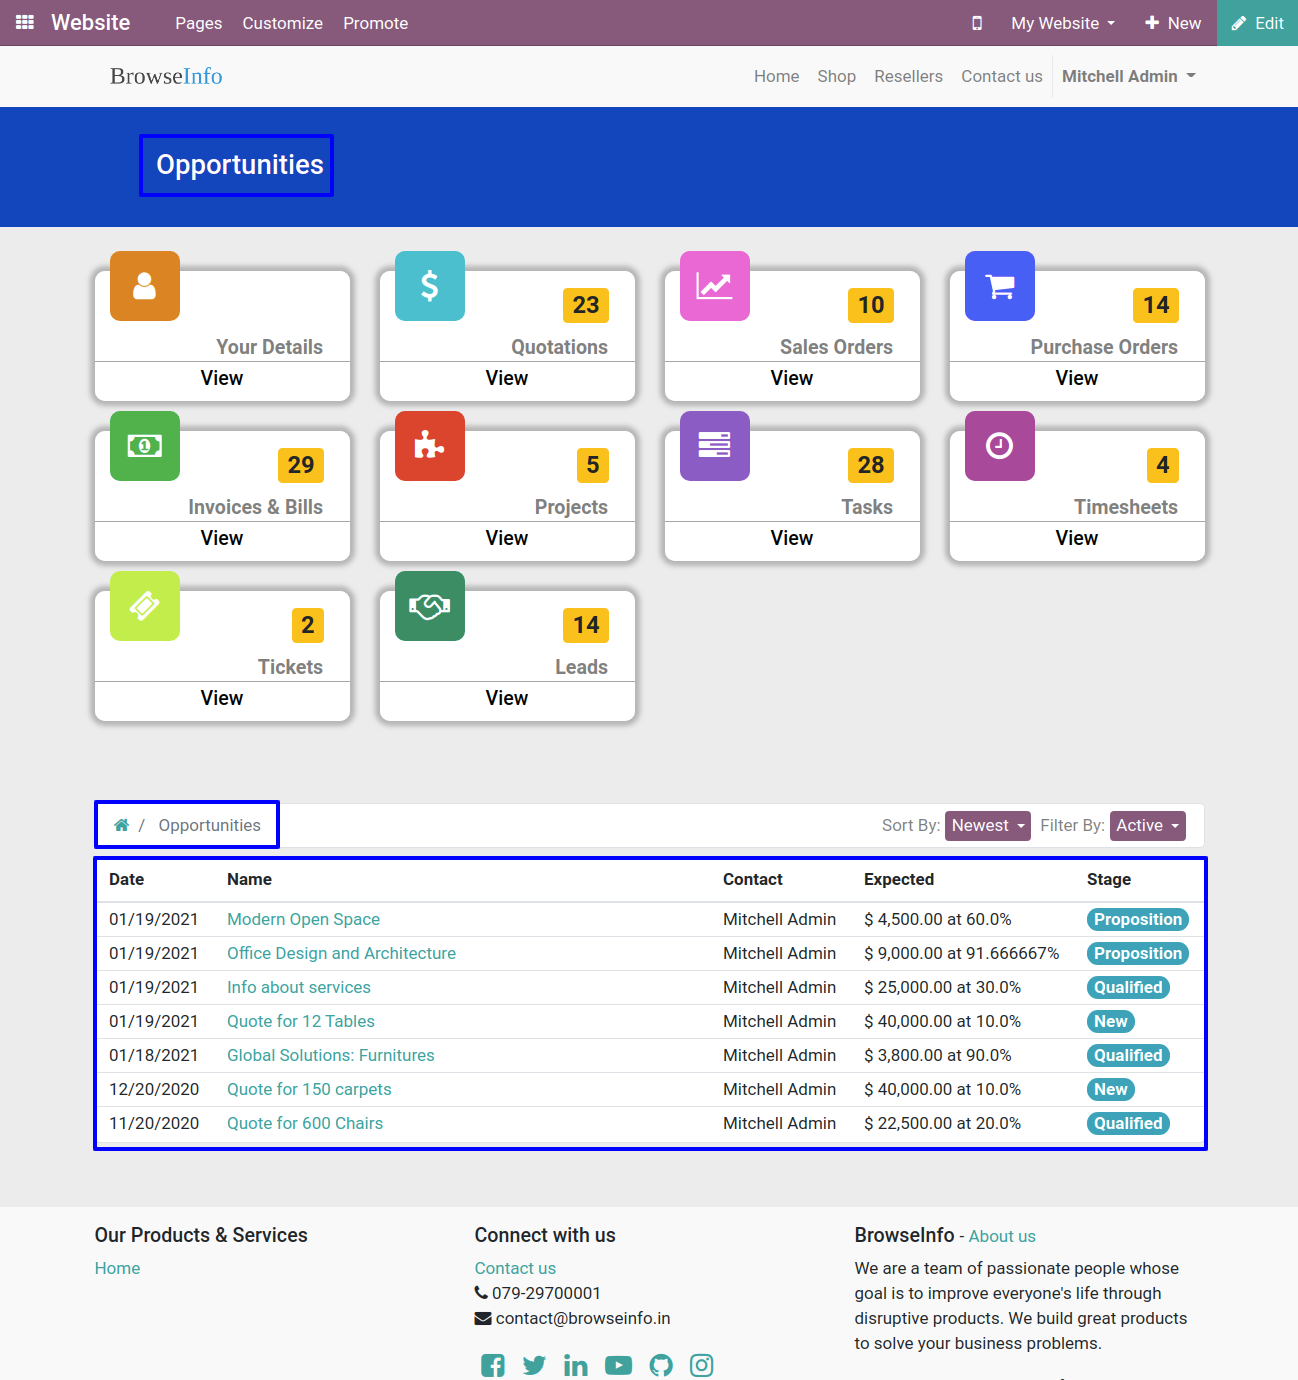 Website Pages Customize Promote My Website New Edit
BrowseInfo Home Shop Resellers Contact us Mitchell Admin
Opportunities
23 10 14
Your Details Quotations Sales Orders Purchase Orders
View View View View
29 5 28 4
Invoices & Bills Projects Tasks Timesheets
View View View View
2 14
Tickets Leads
View View
/ Opportunities Sort By: Newest Filter By: Active
Date Name Contact Expected Stage
01/19/2021 Modern Open Space Mitchell Admin $ 4,500.00 at 60.0% Proposition
01/19/2021 Office Design and Architecture Mitchell Admin $ 9,000.00 at 91.666667% Proposition
01/19/2021 Info about services Mitchell Admin $ 25,000.00 at 30.0% Qualified
01/19/2021 Quote for 12 Tables Mitchell Admin $ 40,000.00 at 10.0% New
01/18/2021 Global Solutions: Furnitures Mitchell Admin $ 3,800.00 at 90.0% Qualified
12/20/2020 Quote for 150 carpets Mitchell Admin $ 40,000.00 at 10.0% New
11/20/2020 Quote for 600 Chairs Mitchell Admin $ 22,500.00 at 20.0% Qualified
Our Products & Services
Home
Connect with us
Contact us
079-29700001
contact@browseinfo.in
BrowseInfo - About us
We are a team of passionate people whose
goal is to improve everyone's life through
disruptive products. We build great products
to solve your business problems.